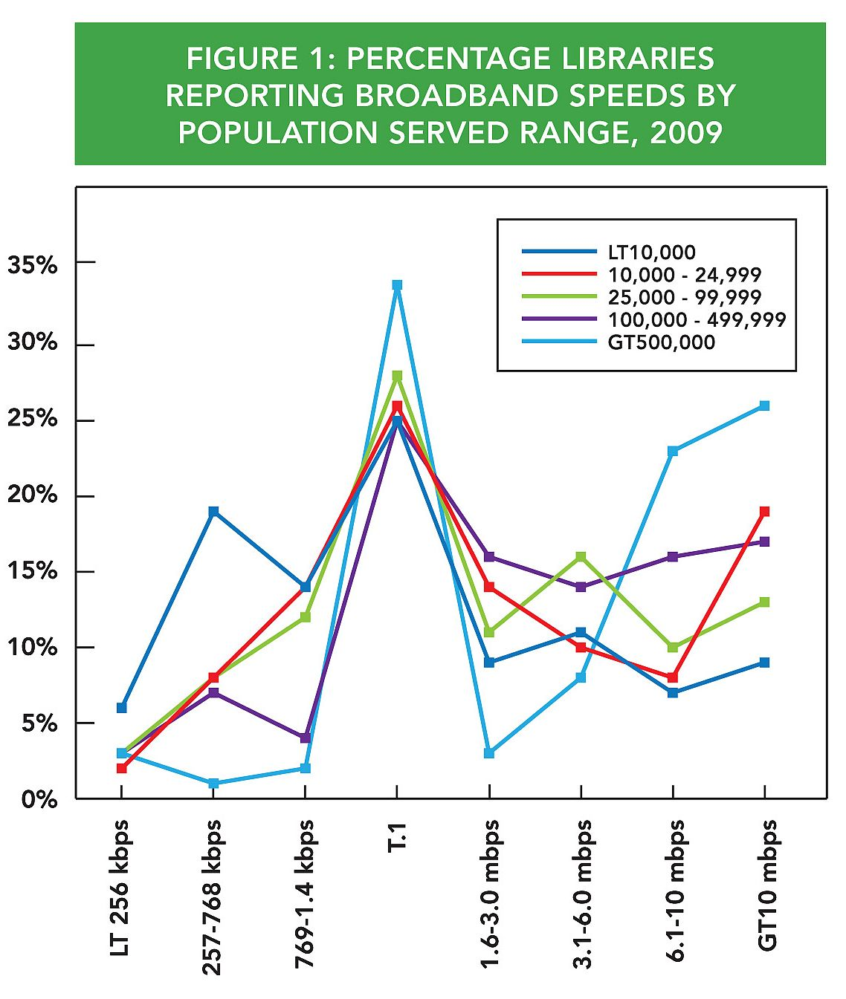 FIGURE 1: PERCENTAGE LIBRARIES
REPORTING BROADBAND SPEEDS BY
POPULATION SERVED RANGE, 2009
LT10,000
10,000 - 24,999
25,000 - 99,999
100,000 - 499,999
GT500,000
35%
30%
25%
20%
15%
10%
5%
0%
LT 256 kbps
257-768 kbps
769-1.4 kbps
T.1
1.6-3.0 mbps
3.1-6.0 mbps
6.1-10 mbps
GT10 mbps